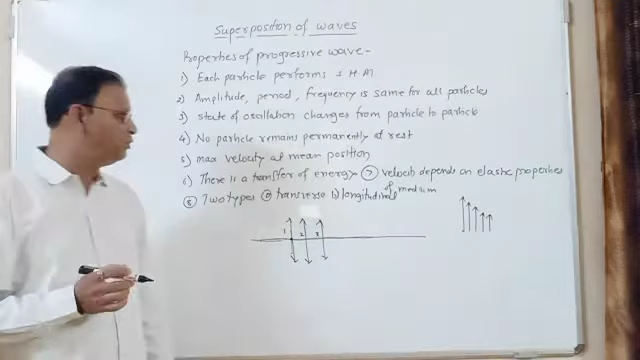 Superposition of waves
Properties of progressive wave-
1) Each particle performs S H M
2) Amplitude, period, frequency is same for all particles
3) state of oscillation changes from particle to particle
4) No particle remains permanently at rest
5) max velocity at mean position
6) There is a transfer of energy 7 velocity depends on elastic properties
of medium
8 Two types a transverse b) longitudinal
1 2 3